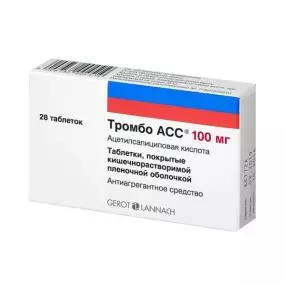 28 таблеток
Тромбо АСС® 100 мг
Ацетилсалициловая кислота
Таблетки, покрытые
кишечнорастворимой
пленочной оболочкой
Антиагрегантное средство
GEROT LANNACH